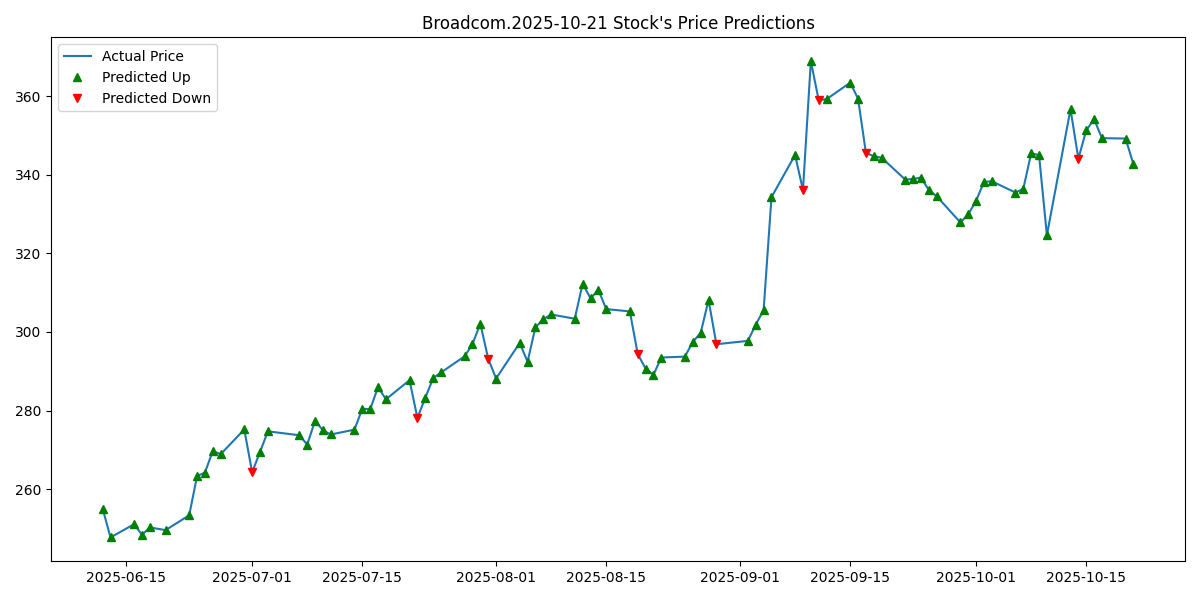 Broadcom.2025-10-21 Stock's Price Predictions
Actual Price
Predicted Up
Predicted Down
360
340
320
300
280
260
2025-06-15 2025-07-01 2025-07-15 2025-08-01 2025-08-15 2025-09-01 2025-09-15 2025-10-01 2025-10-15